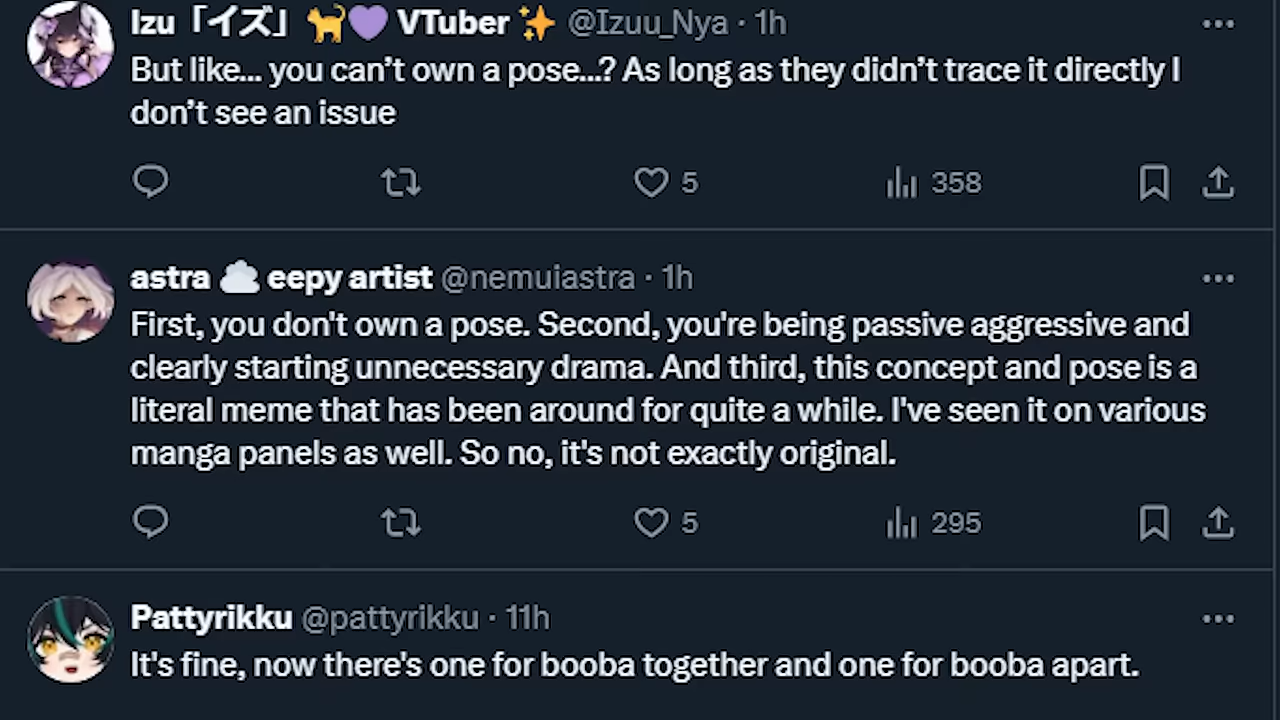 Izu「イズ」 🐈💜 VTuber ✨ @Izuu_Nya · 1h
But like... you can’t own a pose...? As long as they didn’t trace it directly I
don’t see an issue
5 358
astra ☁️ eepy artist @nemuiastra · 1h
First, you don't own a pose. Second, you're being passive aggressive and
clearly starting unnecessary drama. And third, this concept and pose is a
literal meme that has been around for quite a while. I've seen it on various
manga panels as well. So no, it's not exactly original.
5 295
Pattyrikku @pattyrikku · 11h
It's fine, now there's one for booba together and one for booba apart.